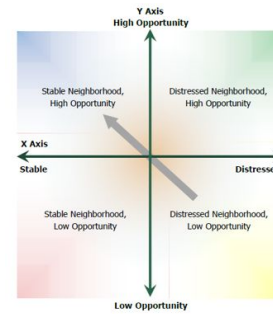 Y Axis
High Opportunity
Stable Neighborhood,
High Opportunity
Distressed Neighborhood,
High Opportunity
X Axis
Stable
Distresse
Stable Neighborhood,
Low Opportunity
Distressed Neighborhood,
Low Opportunity
Low Opportunity